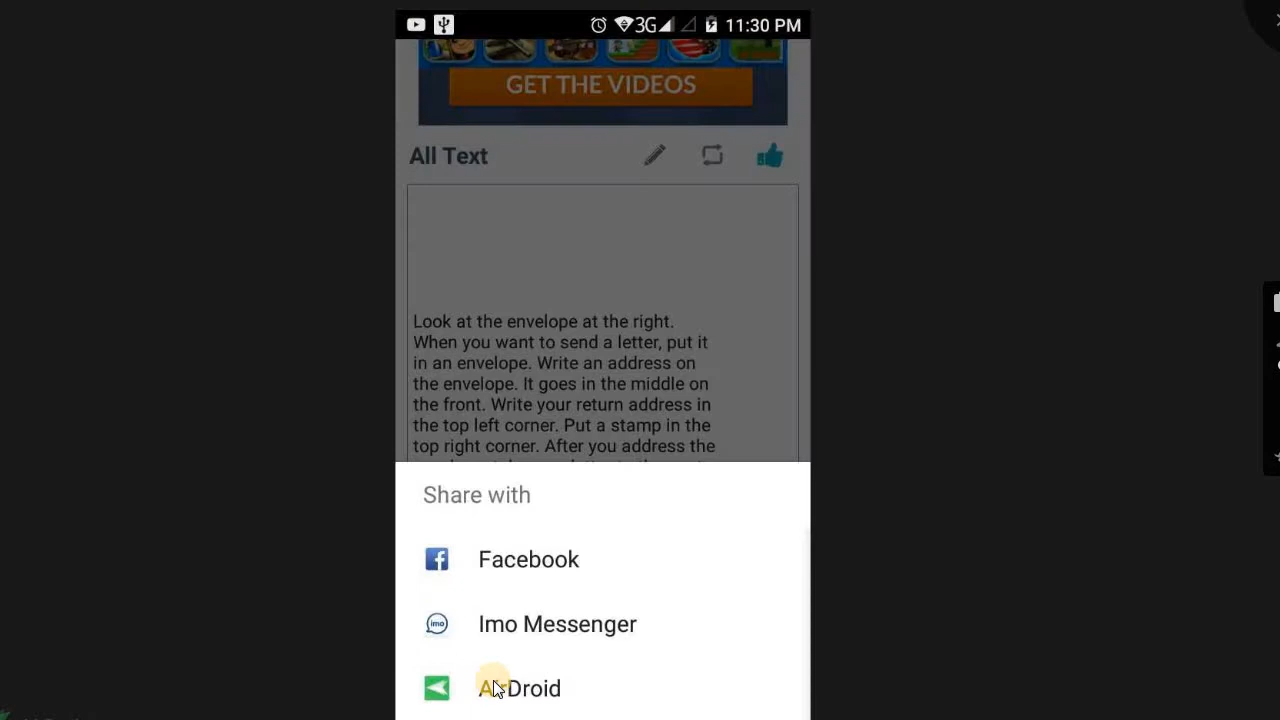 3G 11:30 PM
GET THE VIDEOS
All Text
Look at the envelope at the right.
When you want to send a letter, put it
in an envelope. Write an address on
the envelope. It goes in the middle on
the front. Write your return address in
the top left corner. Put a stamp in the
top right corner. After you address the
Share with
Facebook
imo Imo Messenger
AirDroid